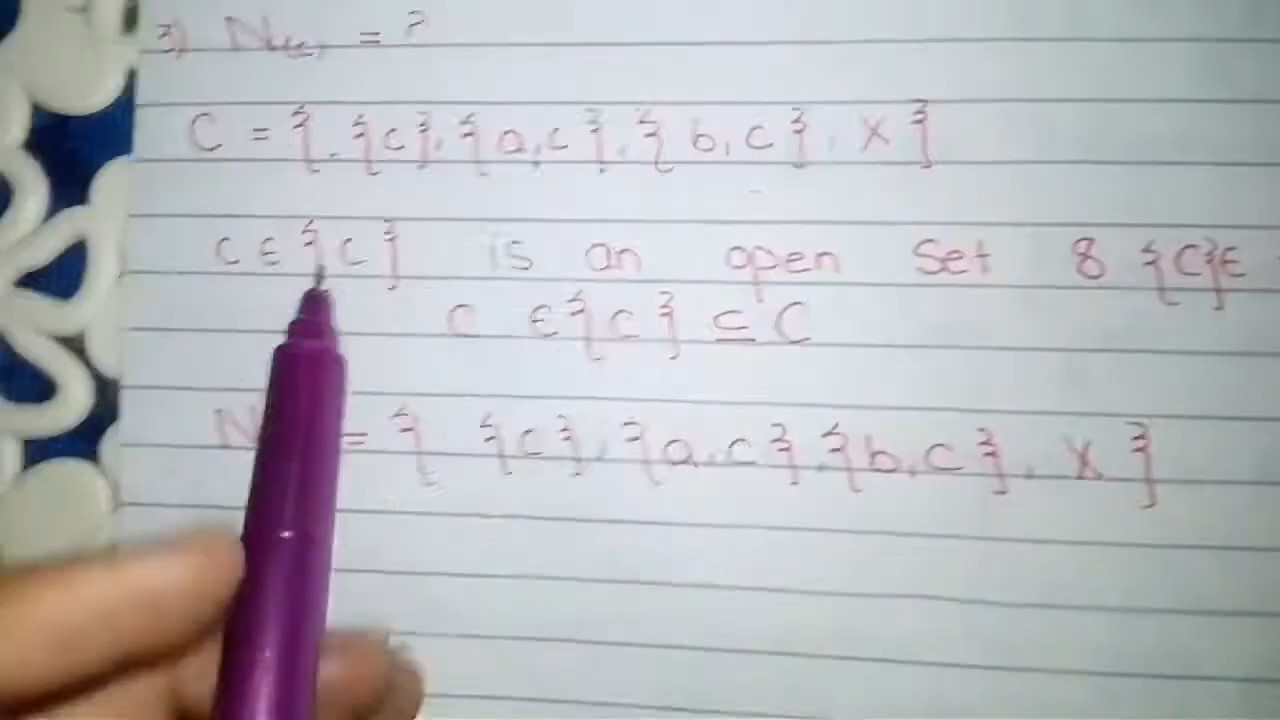 3) N(c) = ?
C = { {c}, {a,c}, {b,c}, X }
c ∈ {c} is an open set & {c} ∈
c ∈ {c} ⊆ C
N = { {c}, {a,c}, {b,c}, X }